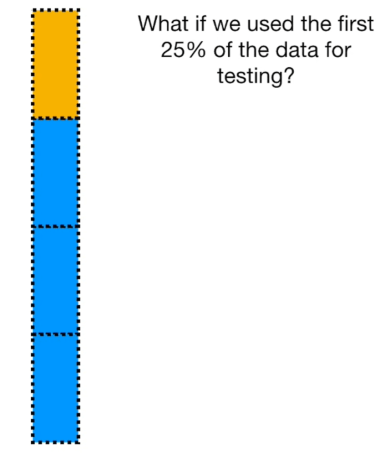 What if we used the first
25% of the data for
testing?